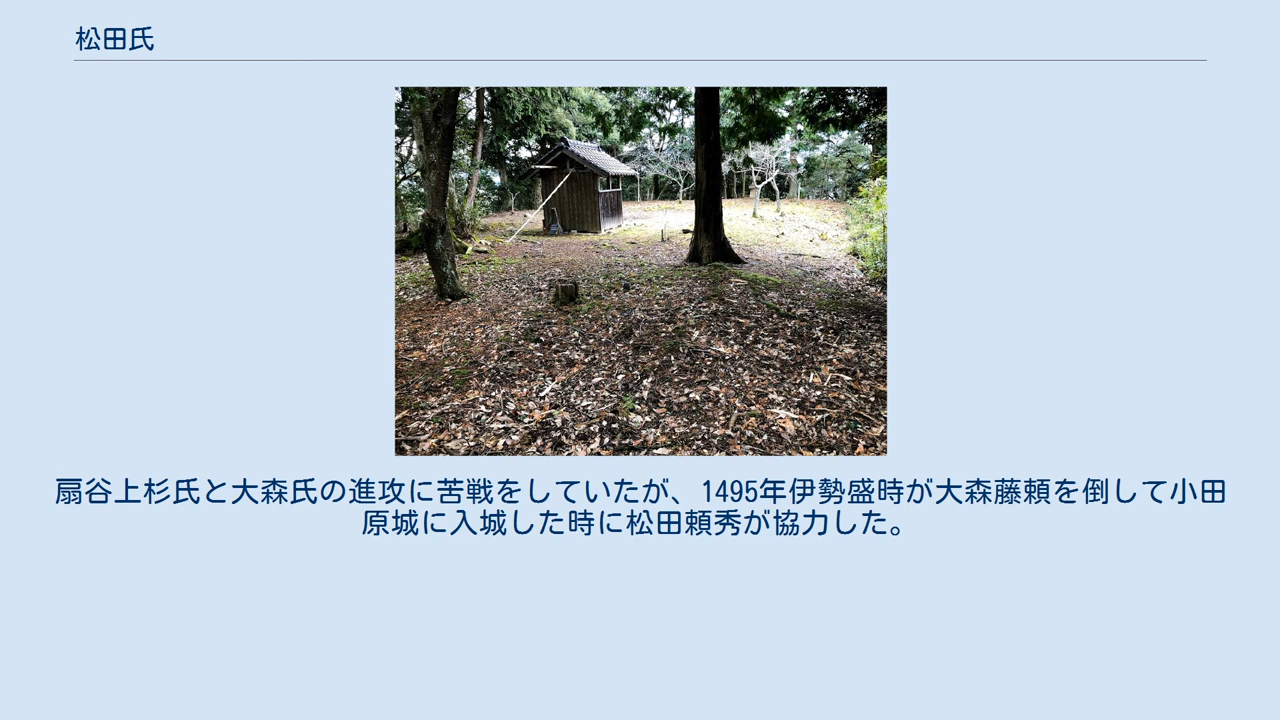 松田氏
扇谷上杉氏と大森氏の進攻に苦戦をしていたが、1495年伊勢盛時が大森藤頼を倒して小田
原城に入城した時に松田頼秀が協力した。